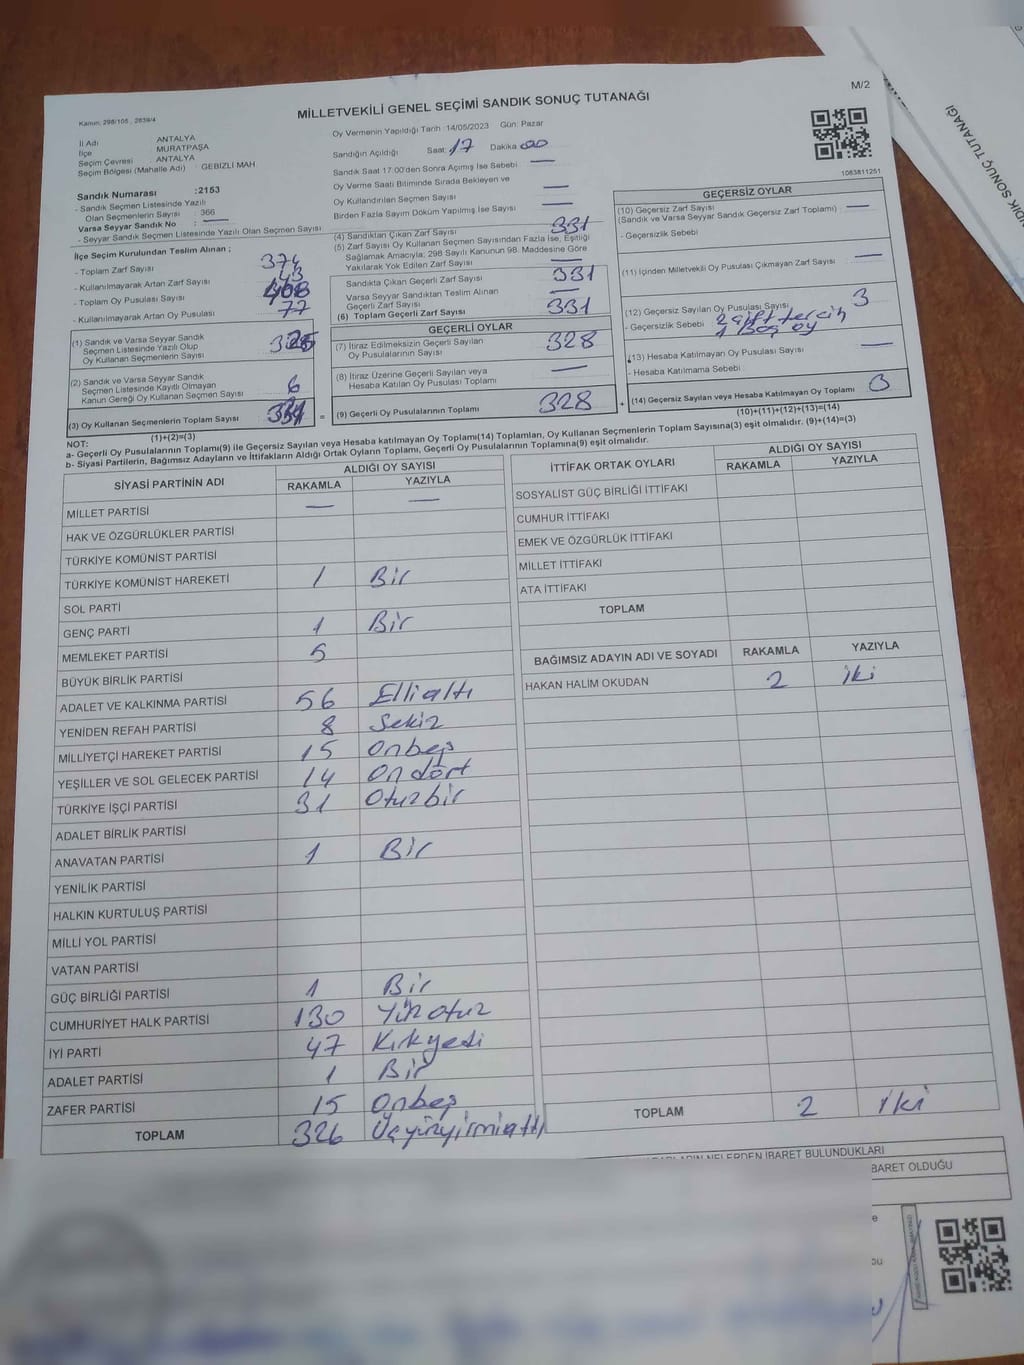 MİLLETVEKİLİ GENEL SEÇİMİ SANDIK SONUÇ TUTANAĞI
M/2
Kanun: 298/105 , 2839/4
İl Adı ANTALYA
İlçe MURATPAŞA
Seçim Çevresi : ANTALYA
Seçim Bölgesi (Mahalle Adı) : GEBİZLİ MAH
Sandık Numarası :2153
- Sandık Seçmen Listesinde Yazılı
Olan Seçmenlerin Sayısı : 366
Varsa Seyyar Sandık No : —
- Seyyar Sandık Seçmen Listesinde Yazılı Olan Seçmen Sayısı
İlçe Seçim Kurulundan Teslim Alınan ;
- Toplam Zarf Sayısı 374
- Kullanılmayarak Artan Zarf Sayısı 43
- Toplam Oy Pusulası Sayısı
- Kullanılmayarak Artan Oy Pusulası 77
(1) Sandık ve Varsa Seyyar Sandık
Seçmen Listesinde Yazılı Olup
Oy Kullanan Seçmenlerin Sayısı
(2) Sandık ve Varsa Seyyar Sandık
Seçmen Listesinde Kayıtlı Olmayan
Kanun Gereği Oy Kullanan Seçmen Sayısı 6
(3) Oy Kullanan Seçmenlerin Toplam Sayısı
(1)+(2)=(3)
Oy Vermenin Yapıldığı Tarih :14/05/2023 Gün: Pazar
Sandığın Açıldığı Saat: 17 Dakika 00
Sandık Saat 17:00'den Sonra Açımış İse Sebebi —
Oy Verme Saati Bitiminde Sırada Bekleyen ve
Oy Kullandırılan Seçmen Sayısı —
Birden Fazla Sayım Döküm Yapılmış İse Sayısı —
(4) Sandıktan Çıkan Zarf Sayısı 331
(5) Zarf Sayısı Oy Kullanan Seçmen Sayısından Fazla İse, Eşitliği
Sağlamak Amacıyla; 298 Sayılı Kanunun 98. Maddesine Göre
Yakılarak Yok Edilen Zarf Sayısı —
Sandıkta Çıkan Geçerli Zarf Sayısı 331
Varsa Seyyar Sandıktan Teslim Alınan
Geçerli Zarf Sayısı —
(6) Toplam Geçerli Zarf Sayısı 331
GEÇERLİ OYLAR
(7) İtiraz Edilmeksizin Geçerli Sayılan
Oy Pusulalarının Sayısı 328
(8) İtiraz Üzerine Geçerli Sayılan veya
Hesaba Katılan Oy Pusulası Toplamı —
= (9) Geçerli Oy Pusulalarının Toplamı 328
1083811251
GEÇERSİZ OYLAR
(10) Geçersiz Zarf Sayısı
(Sandık ve Varsa Seyyar Sandık Geçersiz Zarf Toplamı) —
- Geçersizlik Sebebi
(11) İçinden Milletvekili Oy Pusulası Çıkmayan Zarf Sayısı —
(12) Geçersiz Sayılan Oy Pusulası Sayısı 3
- Geçersizlik Sebebi 2 çift tercih
1 Boş oy
(13) Hesaba Katılmayan Oy Pusulası Sayısı —
- Hesaba Katılmama Sebebi
+ (14) Geçersiz Sayılan veya Hesaba Katılmayan Oy Toplamı 3
(10)+(11)+(12)+(13)=(14)
NOT:
a- Geçerli Oy Pusulalarının Toplamı(9) ile Geçersiz Sayılan veya Hesaba katılmayan Oy Toplamı(14) Toplamları, Oy Kullanan Seçmenlerin Toplam Sayısına(3) eşit olmalıdır. (9)+(14)=(3)
b- Siyasi Partilerin, Bağımsız Adayların ve İttifakların Aldığı Ortak Oyların Toplamı, Geçerli Oy Pusulalarının Toplamına(9) eşit olmalıdır.
SİYASİ PARTİNİN ADI ALDIĞI OY SAYISI
RAKAMLA YAZIYLA
MİLLET PARTİSİ — —
HAK VE ÖZGÜRLÜKLER PARTİSİ
TÜRKİYE KOMÜNİST PARTİSİ
TÜRKİYE KOMÜNİST HAREKETİ 1 Bir
SOL PARTİ
GENÇ PARTİ 1 Bir
MEMLEKET PARTİSİ 5
BÜYÜK BİRLİK PARTİSİ
ADALET VE KALKINMA PARTİSİ 56 Ellialtı
YENİDEN REFAH PARTİSİ 8 Sekiz
MİLLİYETÇİ HAREKET PARTİSİ 15 Onbeş
YEŞİLLER VE SOL GELECEK PARTİSİ 14 Ondört
TÜRKİYE İŞÇİ PARTİSİ 31 Otuzbir
ADALET BİRLİK PARTİSİ
ANAVATAN PARTİSİ 1 Bir
YENİLİK PARTİSİ
HALKIN KURTULUŞ PARTİSİ
MİLLİ YOL PARTİSİ
VATAN PARTİSİ
GÜÇ BİRLİĞİ PARTİSİ 1 Bir
CUMHURİYET HALK PARTİSİ 130 Yüz otuz
İYİ PARTİ 47 Kırkyedi
ADALET PARTİSİ 1 Bir
ZAFER PARTİSİ 15 Onbeş
TOPLAM 326 Üçyüzyirmialtı
İTTİFAK ORTAK OYLARI ALDIĞI OY SAYISI
RAKAMLA YAZIYLA
SOSYALİST GÜÇ BİRLİĞİ İTTİFAKI
CUMHUR İTTİFAKI
EMEK VE ÖZGÜRLÜK İTTİFAKI
MİLLET İTTİFAKI
ATA İTTİFAKI
TOPLAM
BAĞIMSIZ ADAYIN ADI VE SOYADI RAKAMLA YAZIYLA
HAKAN HALİM OKUDAN 2 iki
TOPLAM 2 iki
NELERDEN İBARET BULUNDUKLARI
BARET OLDUĞU
NDIK SONUÇ TUTANAĞI